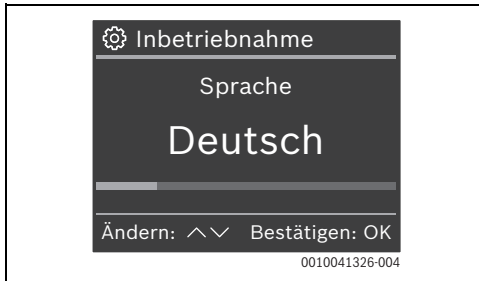 Inbetriebnahme
Sprache
Deutsch
Ändern: Bestätigen: OK
0010041326-004